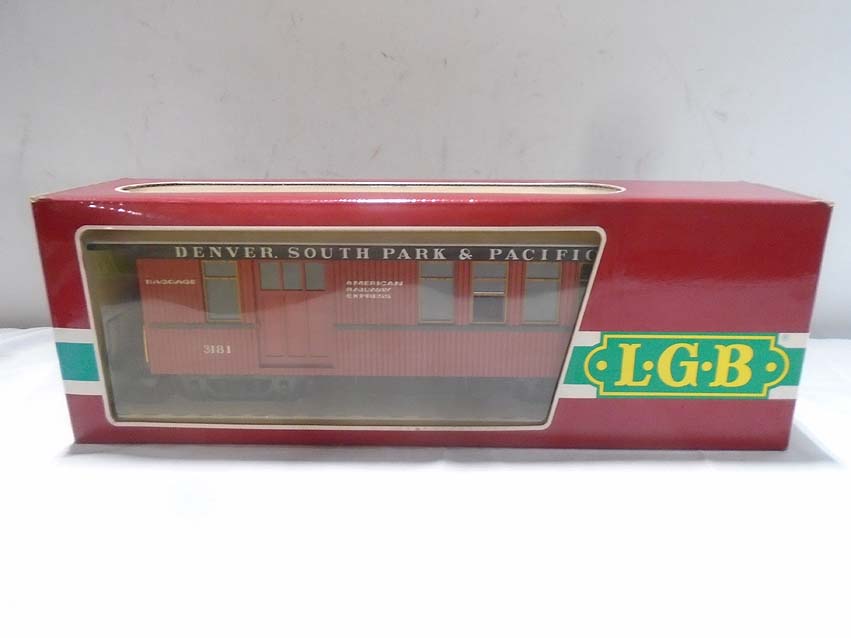 DENVER, SOUTH PARK & PACIFIC
BAGGAGE
AMERICAN
RAILWAY
EXPRESS
3181
L·G·B